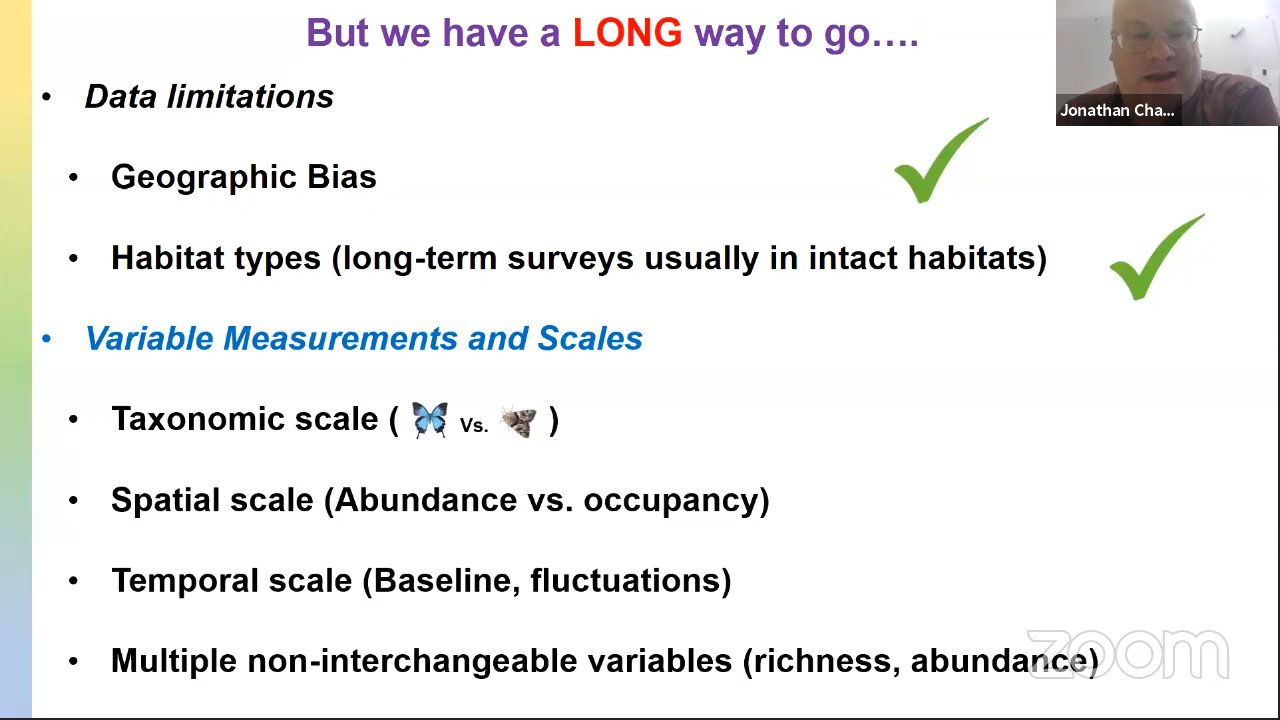 But we have a LONG way to go….
Jonathan Cha...
• Data limitations
• Geographic Bias
• Habitat types (long-term surveys usually in intact habitats)
• Variable Measurements and Scales
• Taxonomic scale ( Vs. )
• Spatial scale (Abundance vs. occupancy)
• Temporal scale (Baseline, fluctuations)
• Multiple non-interchangeable variables (richness, abundance)
zoom